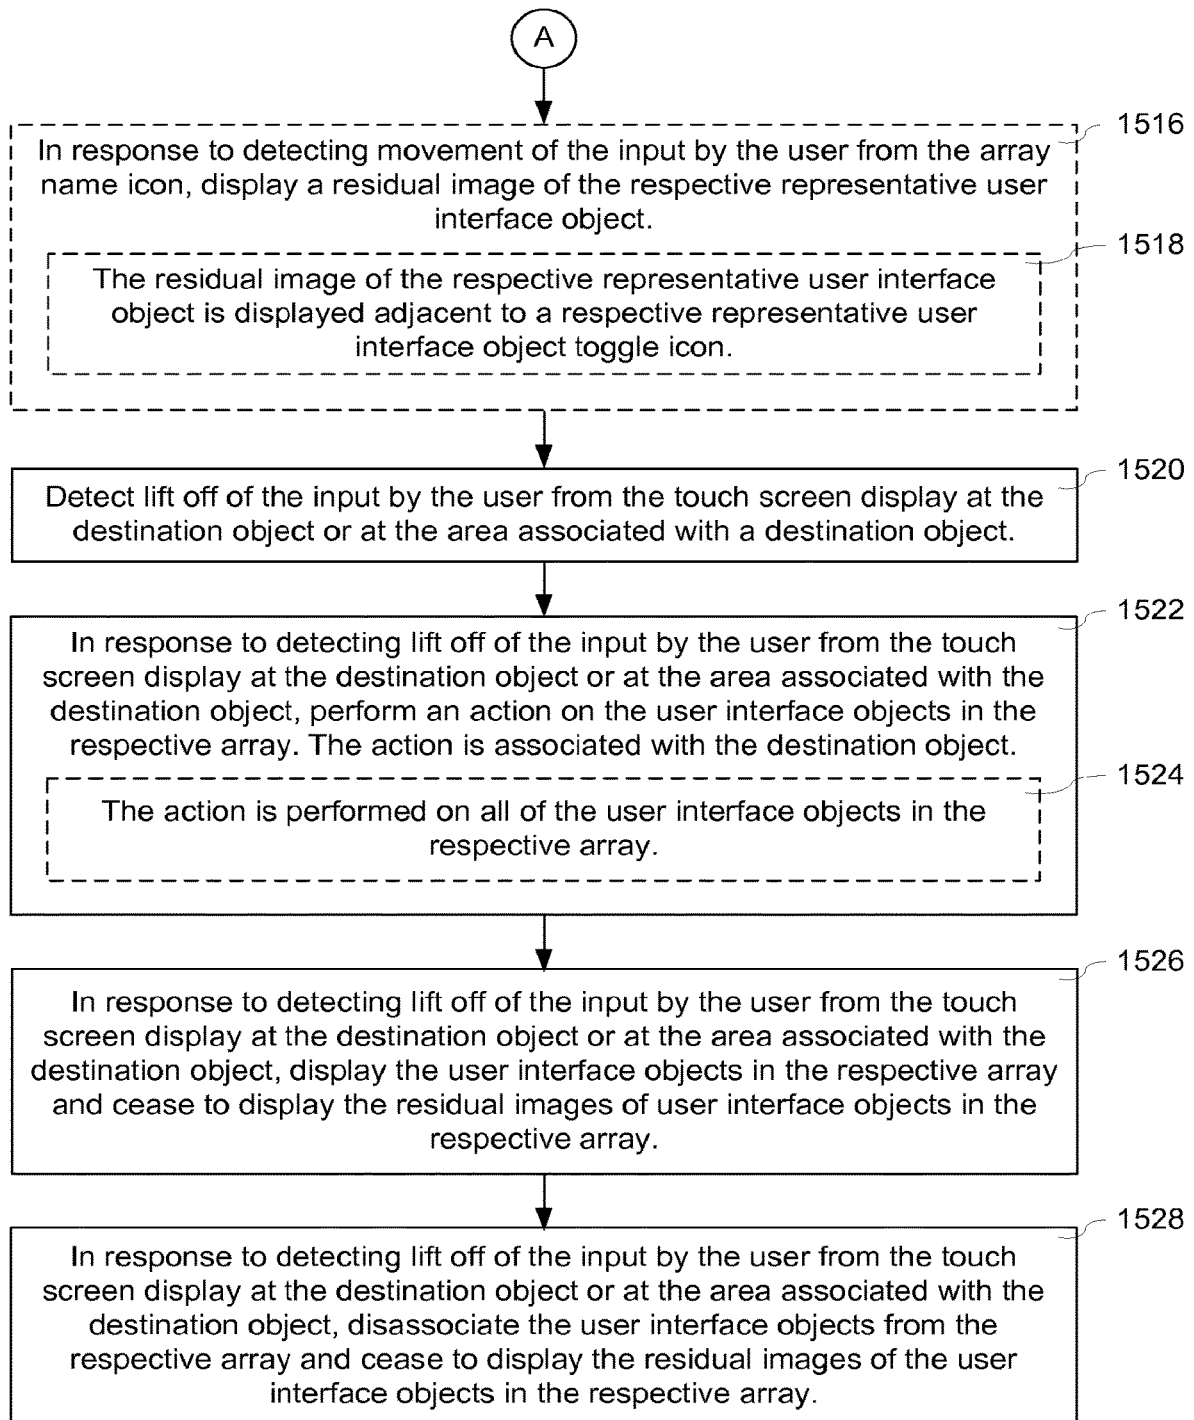 A
1516
In response to detecting movement of the input by the user from the array
name icon, display a residual image of the respective representative user
interface object.
1518
The residual image of the respective representative user interface
object is displayed adjacent to a respective representative user
interface object toggle icon.
1520
Detect lift off of the input by the user from the touch screen display at the
destination object or at the area associated with a destination object.
1522
In response to detecting lift off of the input by the user from the touch
screen display at the destination object or at the area associated with the
destination object, perform an action on the user interface objects in the
respective array. The action is associated with the destination object.
1524
The action is performed on all of the user interface objects in the
respective array.
1526
In response to detecting lift off of the input by the user from the touch
screen display at the destination object or at the area associated with the
destination object, display the user interface objects in the respective array
and cease to display the residual images of user interface objects in the
respective array.
1528
In response to detecting lift off of the input by the user from the touch
screen display at the destination object or at the area associated with the
destination object, disassociate the user interface objects from the
respective array and cease to display the residual images of the user
interface objects in the respective array.